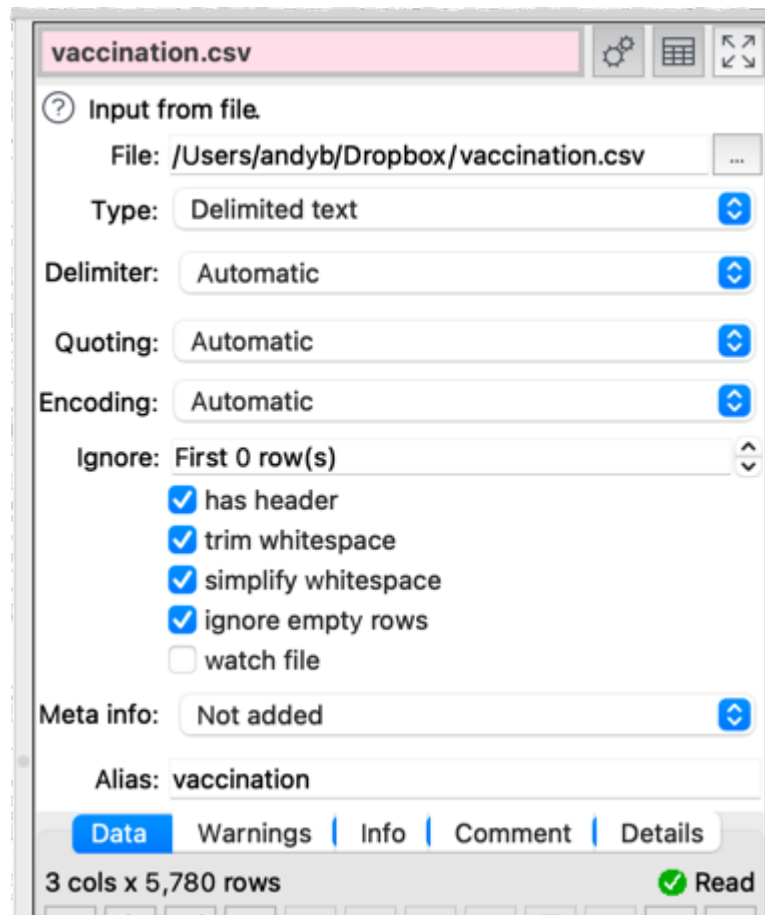 vaccination.csv
? Input from file.
File: /Users/andyb/Dropbox/vaccination.csv ...
Type: Delimited text
Delimiter: Automatic
Quoting: Automatic
Encoding: Automatic
Ignore: First 0 row(s)
has header
trim whitespace
simplify whitespace
ignore empty rows
watch file
Meta info: Not added
Alias: vaccination
Data Warnings Info Comment Details
3 cols x 5,780 rows Read